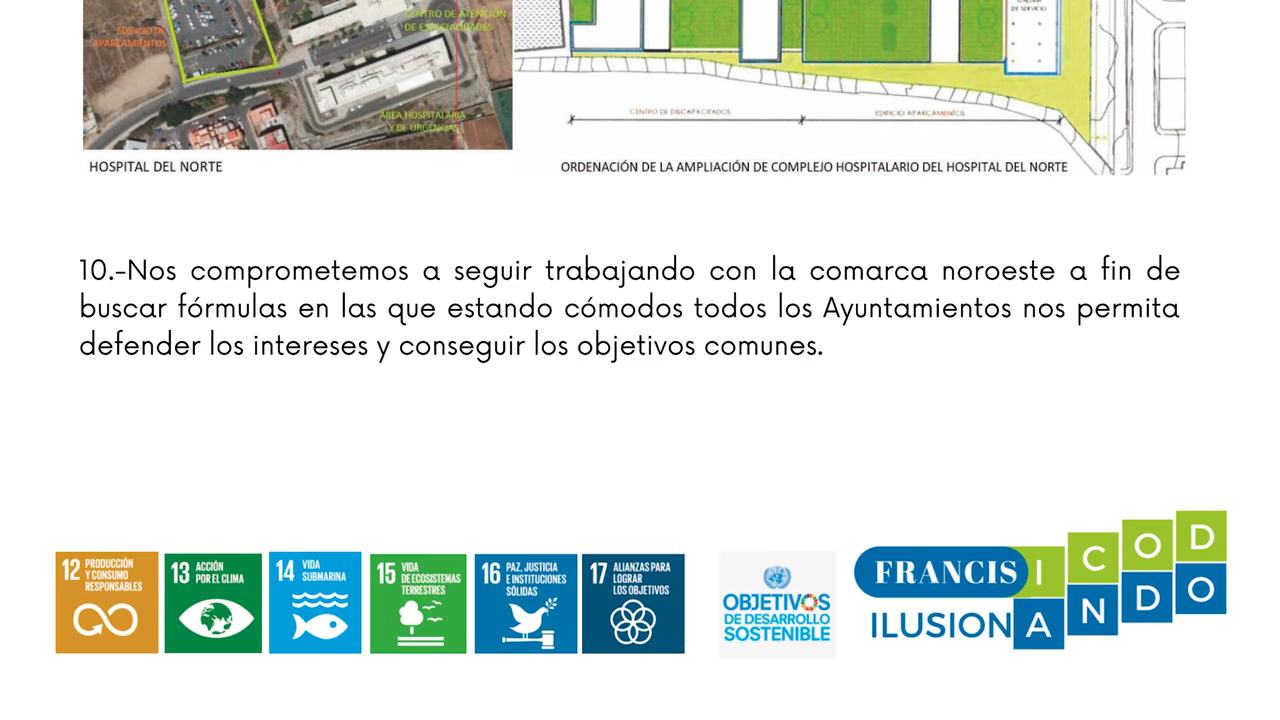 CENTRO DE ATENCIÓN
DE ESPECIALIDADES
EDIFICIO DE
APARCAMIENTOS
ÁREA HOSPITALARIA
Y DE URGENCIAS
DE SERVICIO
CENTRO DE DISCAPACITADOS
EDIFICIO APARCAMENTOS
HOSPITAL DEL NORTE
ORDENACIÓN DE LA AMPLIACIÓN DE COMPLEJO HOSPITALARIO DEL HOSPITAL DEL NORTE
10.-Nos comprometemos a seguir trabajando con la comarca noroeste a fin de
buscar fórmulas en las que estando cómodos todos los Ayuntamientos nos permita
defender los intereses y conseguir los objetivos comunes.
12 PRODUCCIÓN
Y CONSUMO
RESPONSABLES
13 ACCIÓN
POR EL CLIMA
14 VIDA
SUBMARINA
15 VIDA
DE ECOSISTEMAS
TERRESTRES
16 PAZ, JUSTICIA
E INSTITUCIONES
SÓLIDAS
17 ALIANZAS PARA
LOGRAR
LOS OBJETIVOS
OBJETIVOS
DE DESARROLLO
SOSTENIBLE
FRANCISICOD
ILUSIONANDO